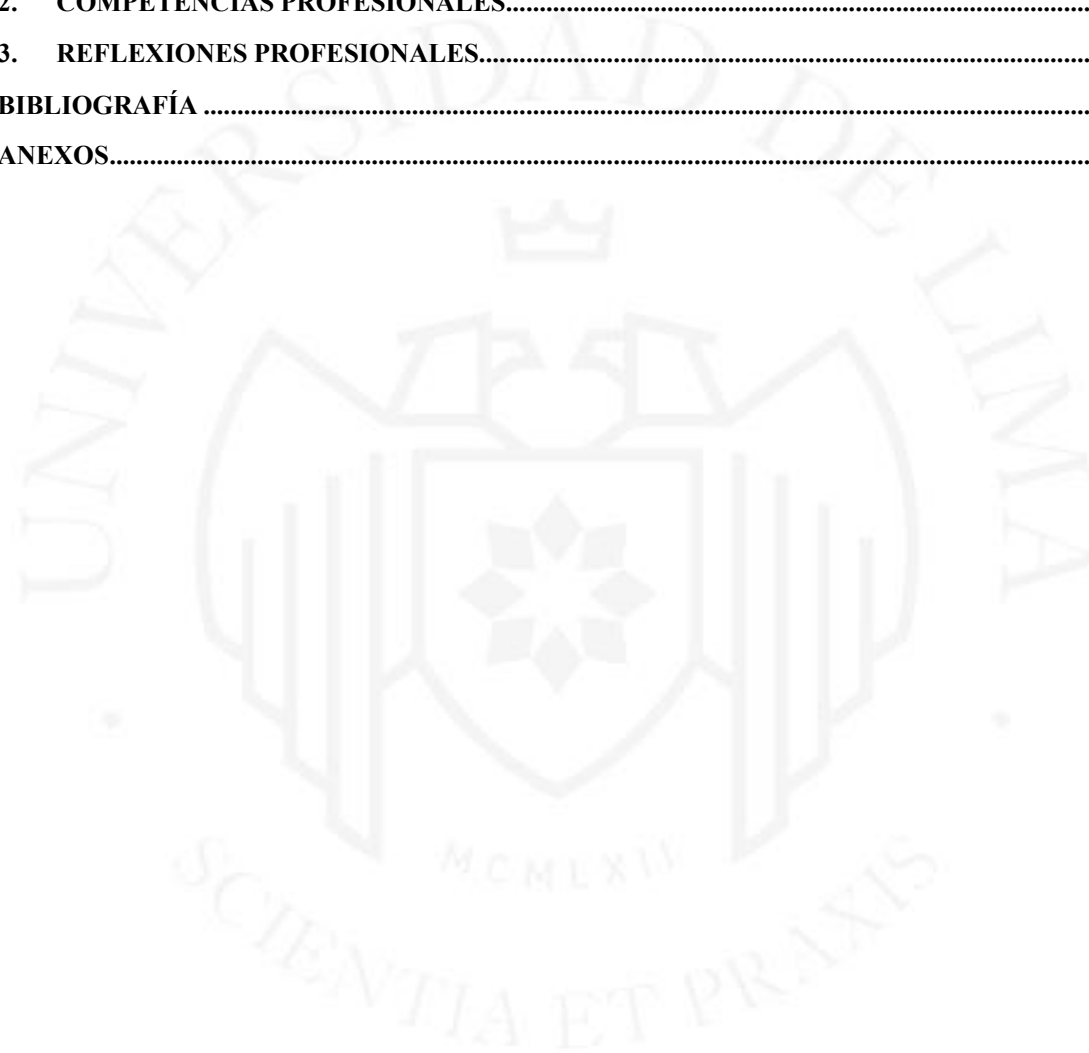 2. COMPETENCIAS PROFESIONALES..........................................................................................
3. REFLEXIONES PROFESIONALES..............................................................................................
BIBLIOGRAFÍA ......................................................................................................................................
ANEXOS....................................................................................................................................................
UNIVERSIDAD DE LIMA
MCMLXII
SCIENTIA ET PRAXIS